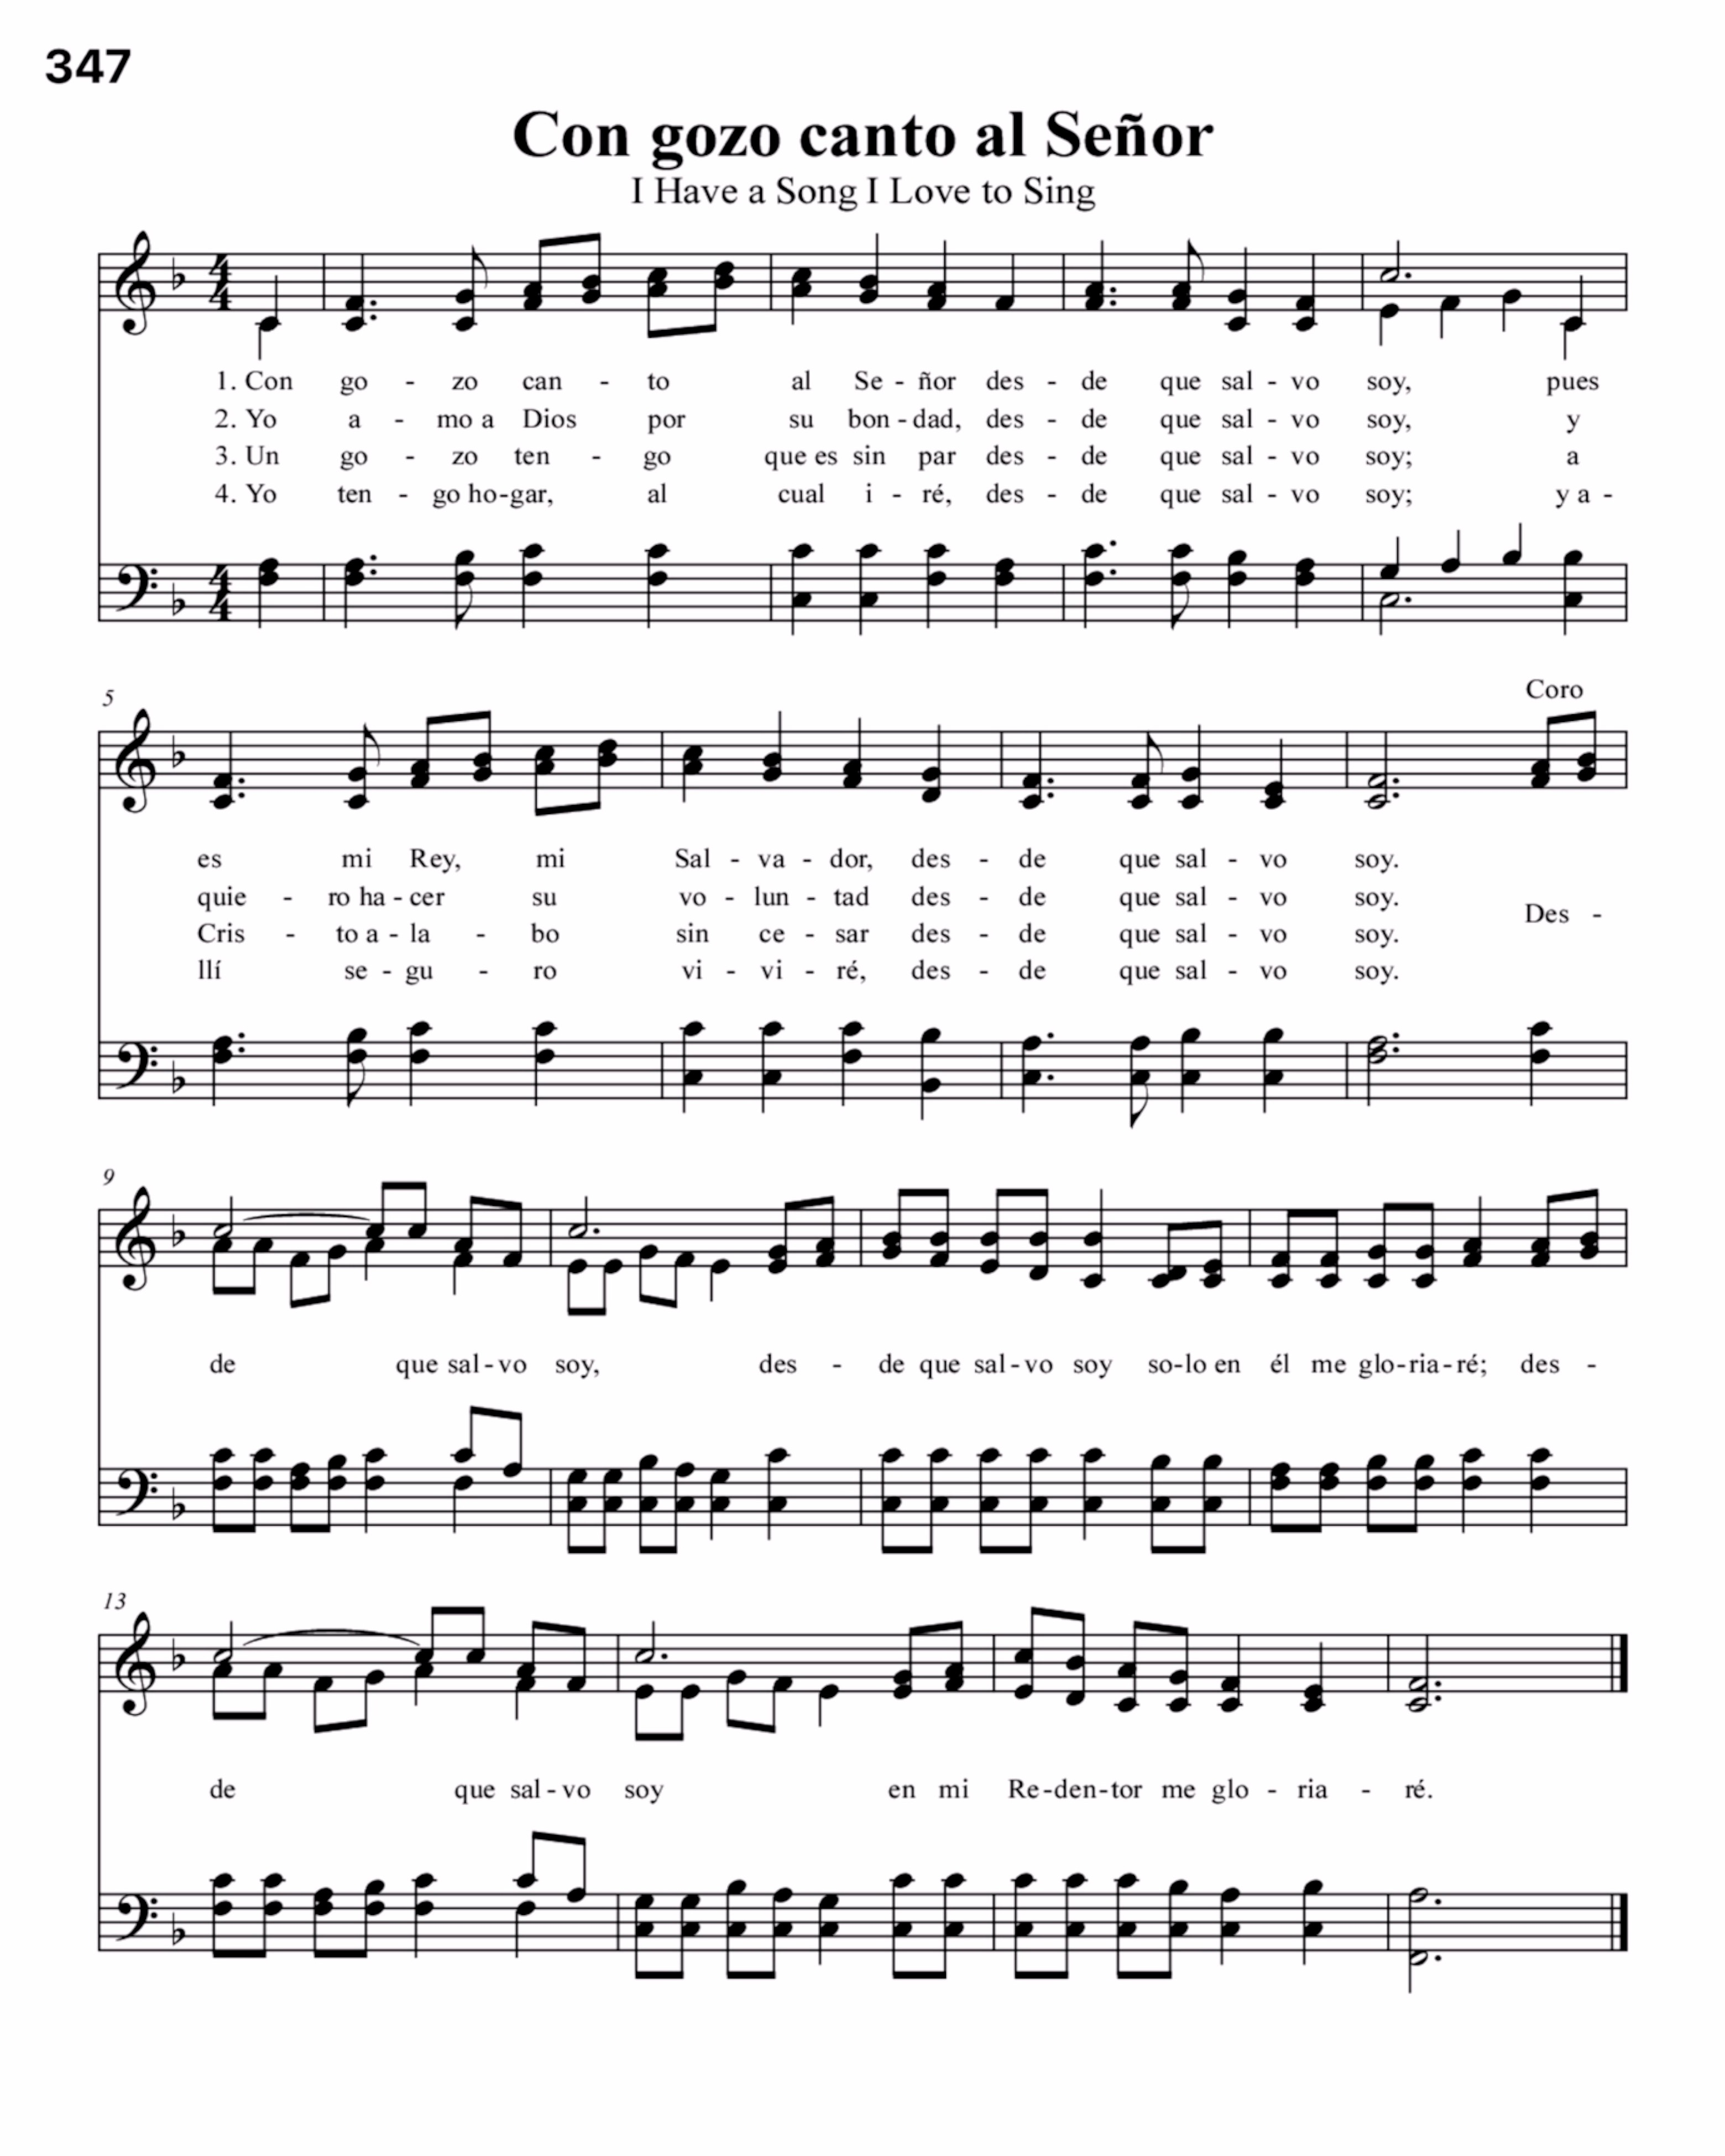 347
Con gozo canto al Señor
I Have a Song I Love to Sing
4
4
1. Con go - zo can - to al Se - ñor des - de que sal - vo soy, pues
2. Yo a - mo a Dios por su bon - dad, des - de que sal - vo soy, y
3. Un go - zo ten - go que es sin par des - de que sal - vo soy; a
4. Yo ten - go ho - gar, al cual i - ré, des - de que sal - vo soy; y a -
4
4
5
Coro
es mi Rey, mi Sal - va - dor, des - de que sal - vo soy.
quie - ro ha - cer su vo - lun - tad des - de que sal - vo soy.
Des -
Cris - to a - la - bo sin ce - sar des - de que sal - vo soy.
llí se - gu - ro vi - vi - ré, des - de que sal - vo soy.
9
de que sal - vo soy, des - de que sal - vo soy so - lo en él me glo - ria - ré; des -
13
de que sal - vo soy en mi Re - den - tor me glo - ria - ré.